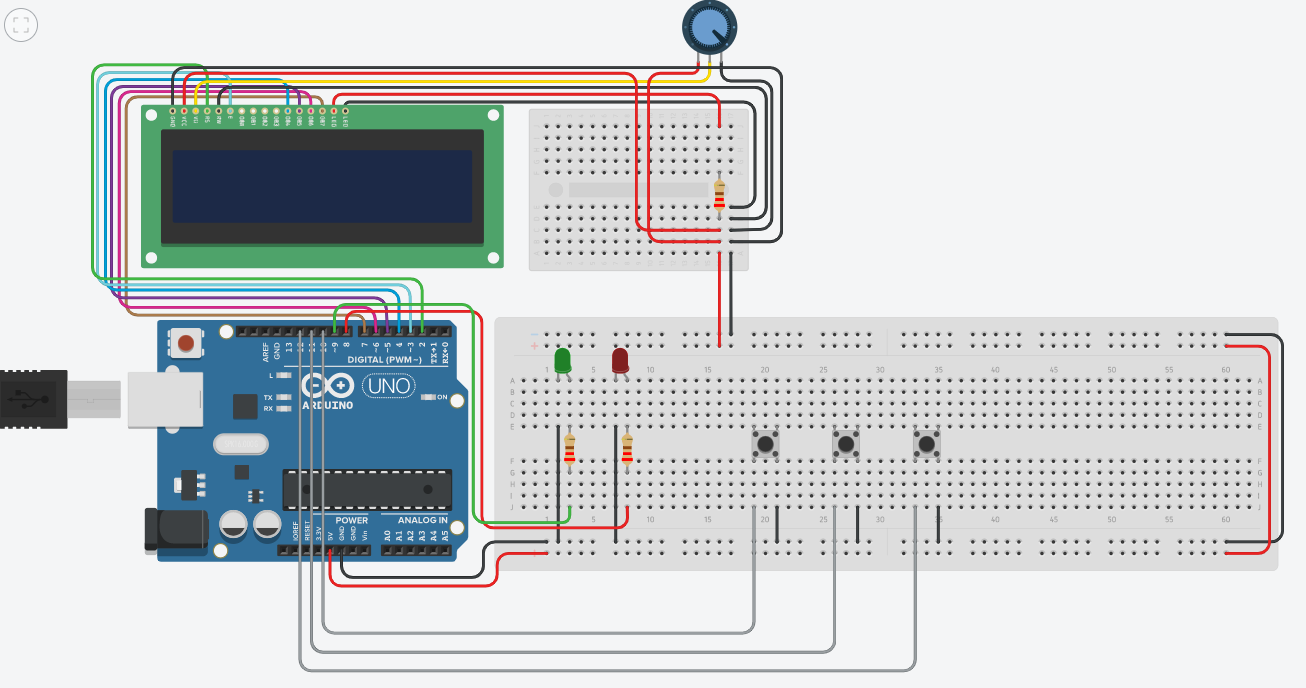 GND VCC V0 RS RW E DB0 DB1 DB2 DB3 DB4 DB5 DB6 DB7 LED LED
AREF GND 13 12 11 ~10 ~9 8 7 ~6 ~5 4 ~3 2 TX→1 RX←0
DIGITAL (PWM ~)
L
UNO
TX
RX
ARDUINO
ON
IOREF RESET 3.3V 5V GND GND Vin
POWER
ANALOG IN
A0 A1 A2 A3 A4 A5
1 5 10 15 20 25 30 35 40 45 50 55 60
A A
B B
C C
D D
E E
F F
G G
H H
I I
J J
1 5 10 15 20 25 30 35 40 45 50 55 60